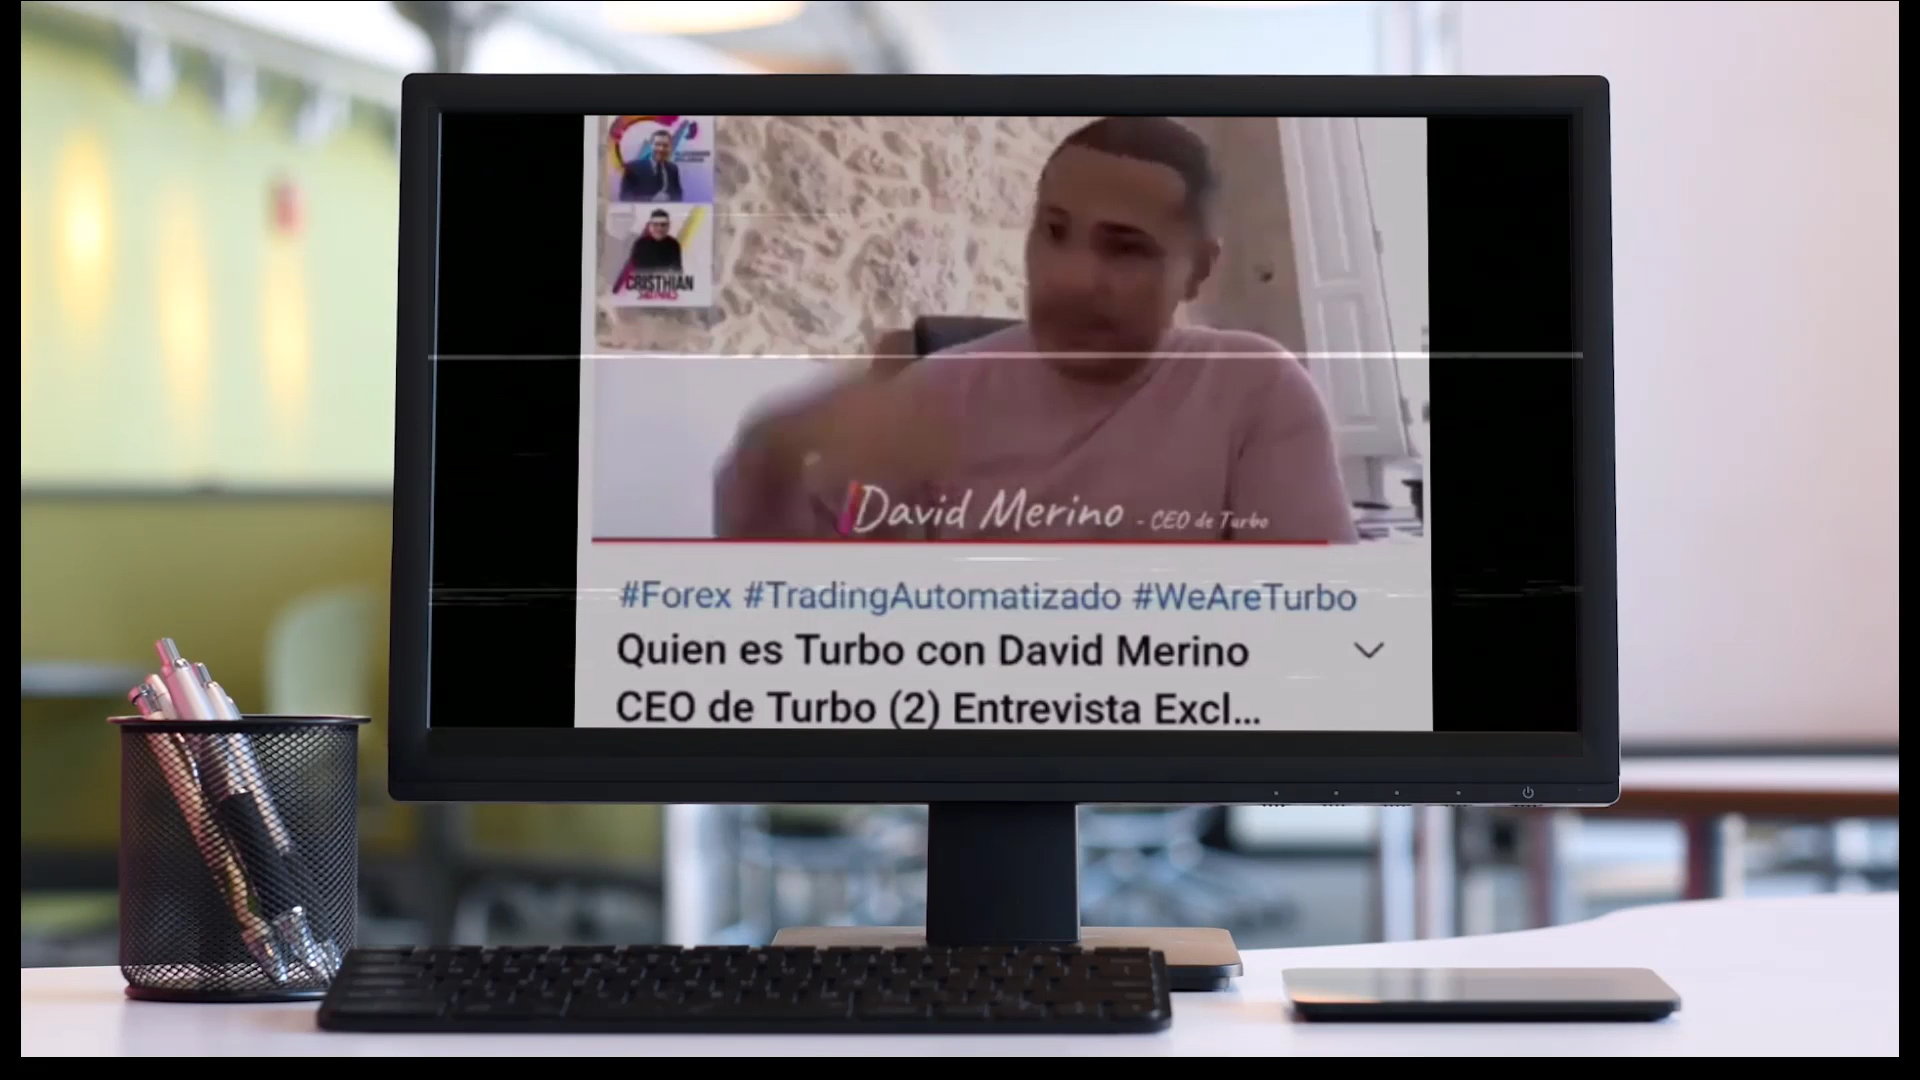 CRISTHIAN
David Merino - CEO de Turbo
#Forex #TradingAutomatizado #WeAreTurbo
Quien es Turbo con David Merino
CEO de Turbo (2) Entrevista Excl...